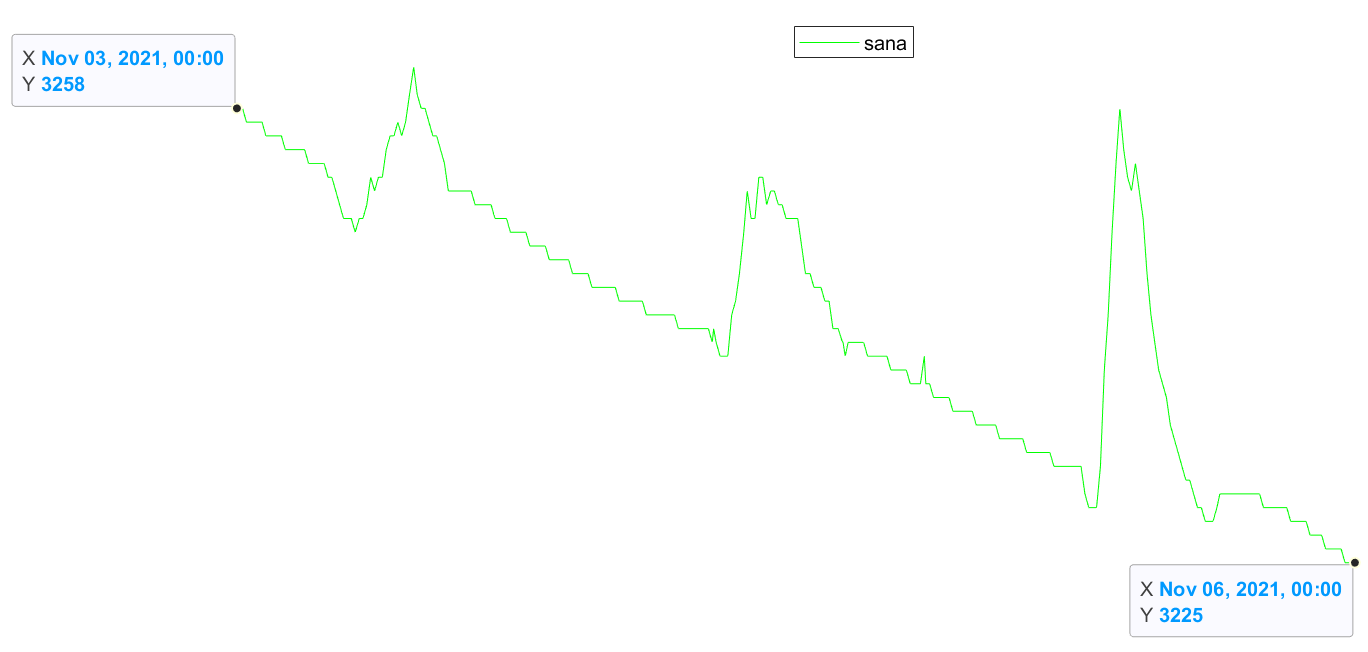 X Nov 03, 2021, 00:00
Y 3258
sana
X Nov 06, 2021, 00:00
Y 3225